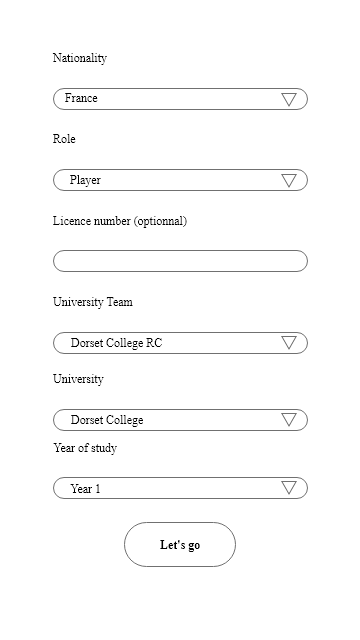 Nationality
France
Role
Player
Licence number (optionnal)
University Team
Dorset College RC
University
Dorset College
Year of study
Year 1
Let's go